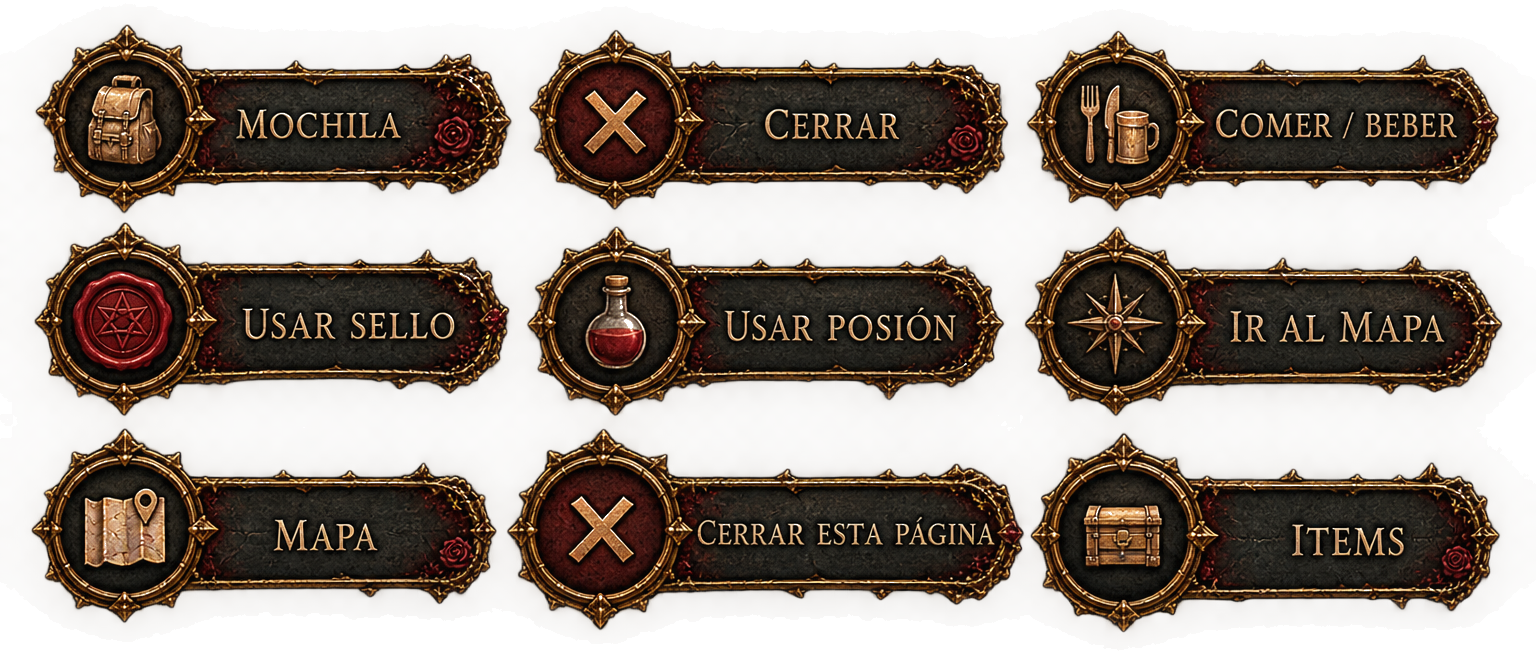 MOCHILA
CERRAR
COMER / BEBER
USAR SELLO
USAR POSIÓN
IR AL MAPA
MAPA
CERRAR ESTA PÁGINA
ITEMS